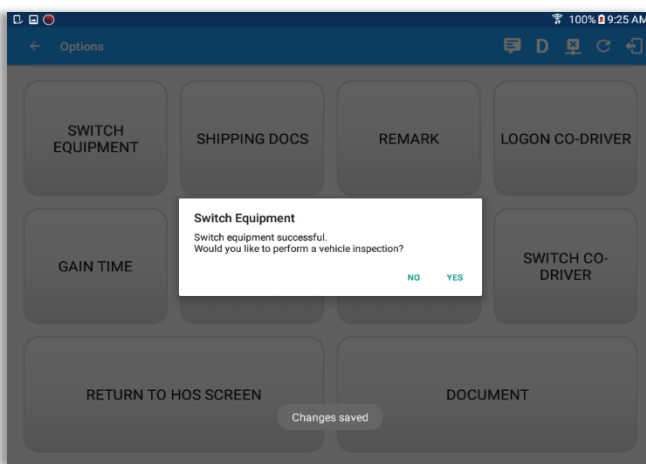 100% 9:25 AM
Options
D
SWITCH
EQUIPMENT
SHIPPING DOCS
REMARK
LOGON CO-DRIVER
Switch Equipment
Switch equipment successful.
Would you like to perform a vehicle inspection?
NO YES
GAIN TIME
SWITCH CO-
DRIVER
RETURN TO HOS SCREEN
DOCUMENT
Changes saved